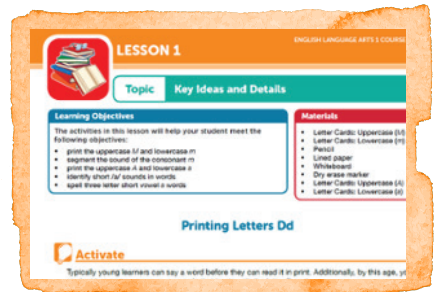 ENGLISH LANGUAGE ARTS 1 COURSE
LESSON 1
Topic Key Ideas and Details
Learning Objectives
The activities in this lesson will help your student meet the
following objectives:
• print the uppercase M and lowercase m
• segment the sound of the consonant m
• print the uppercase A and lowercase a
• identify short /a/ sounds in words
• spell three letter short vowel a words
Materials
• Letter Cards: Uppercase (M)
• Letter Cards: Lowercase (m)
• Pencil
• Lined paper
• Whiteboard
• Dry erase marker
• Letter Cards: Uppercase (A)
• Letter Cards: Lowercase (a)
Printing Letters Dd
Activate
Typically young learners can say a word before they can read it in print. Additionally, by this age,